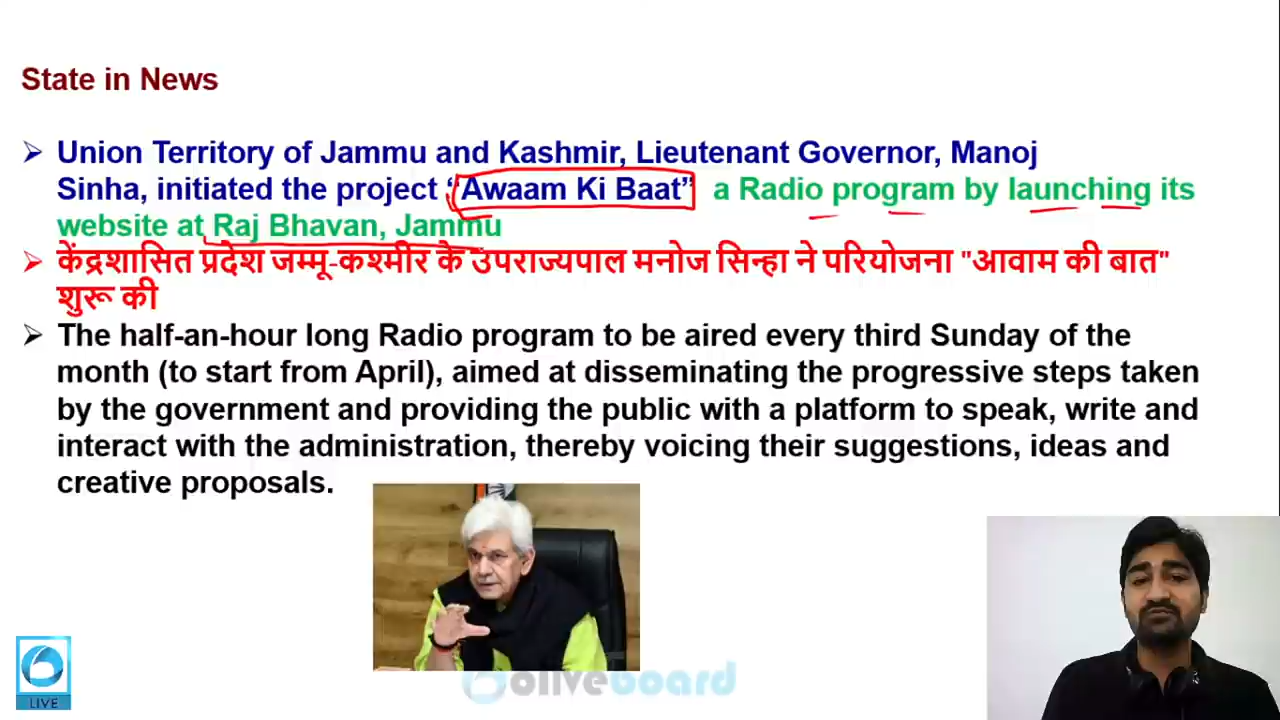 State in News
Union Territory of Jammu and Kashmir, Lieutenant Governor, Manoj
Sinha, initiated the project “Awaam Ki Baat” a Radio program by launching its
website at Raj Bhavan, Jammu
केंद्रशासित प्रदेश जम्मू-कश्मीर के उपराज्यपाल मनोज सिन्हा ने परियोजना "आवाम की बात"
शुरू की
The half-an-hour long Radio program to be aired every third Sunday of the
month (to start from April), aimed at disseminating the progressive steps taken
by the government and providing the public with a platform to speak, write and
interact with the administration, thereby voicing their suggestions, ideas and
creative proposals.
LIVE
oliveboard